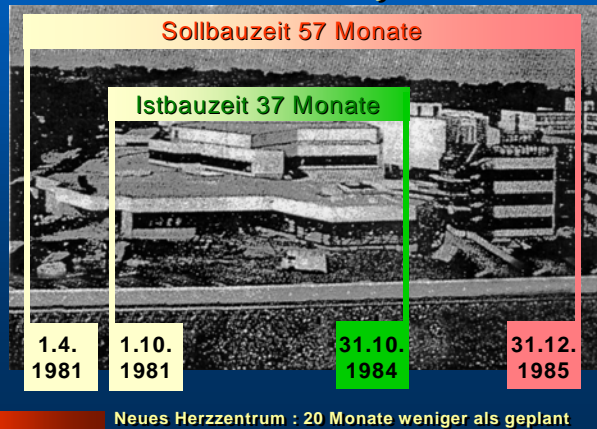 Sollbauzeit 57 Monate
Istbauzeit 37 Monate
1.4.
1981
1.10.
1981
31.10.
1984
31.12.
1985
Neues Herzzentrum : 20 Monate weniger als geplant